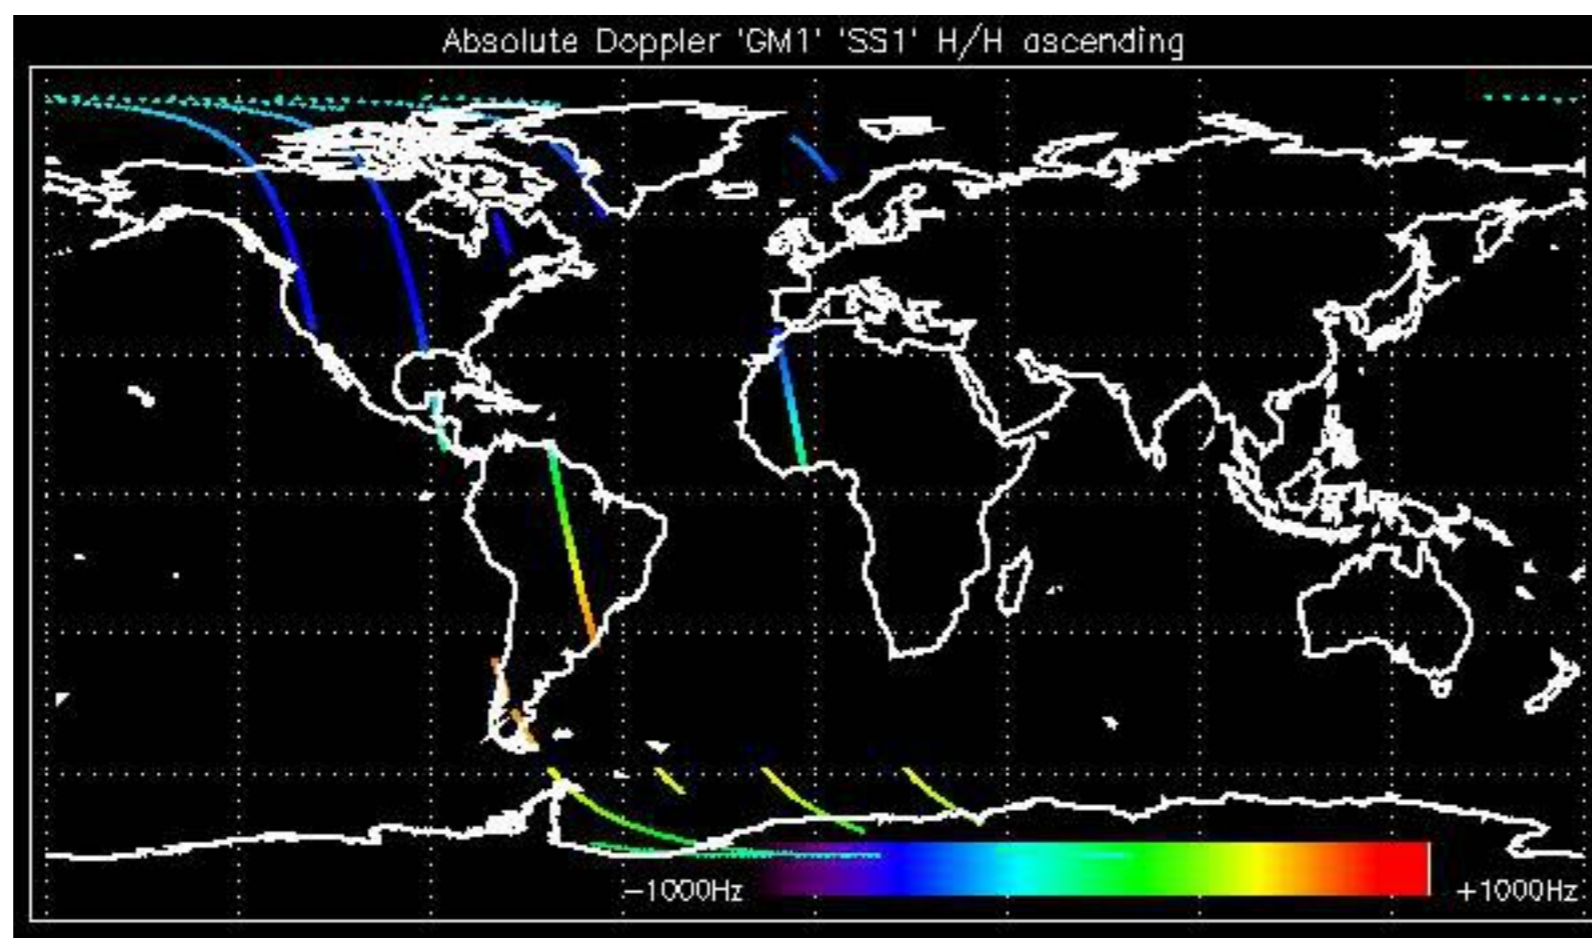 Absolute Doppler 'GM1' 'SS1' H/H ascending
-1000Hz
+1000Hz